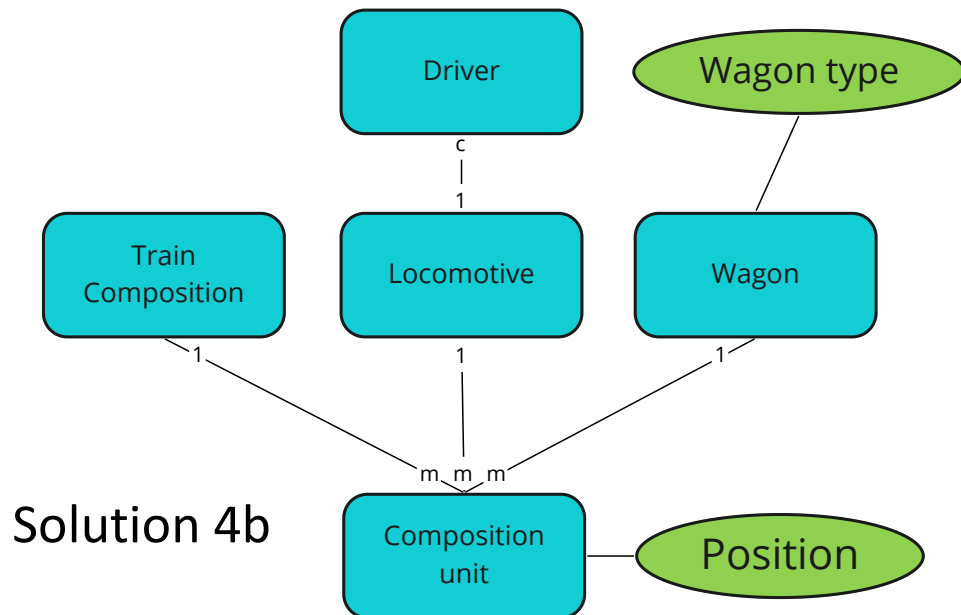 Driver
Wagon type
c
1
Train
Composition
Locomotive
Wagon
1
1
1
m m m
Solution 4b
Composition
unit
Position